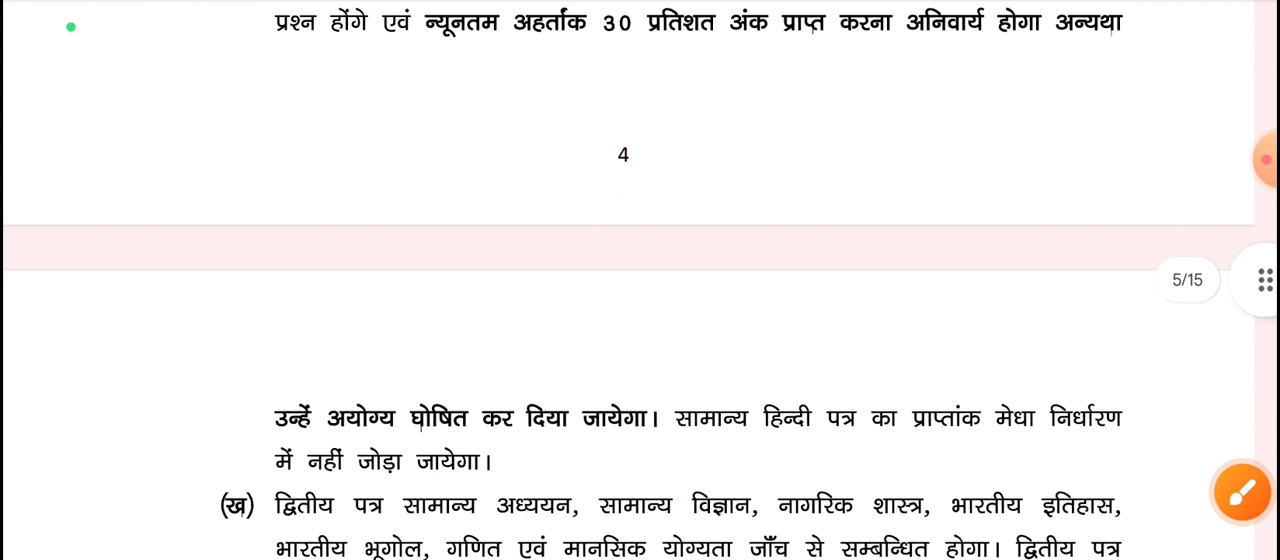 प्रश्न होंगे एवं न्यूनतम अहर्तांक 30 प्रतिशत अंक प्राप्त करना अनिवार्य होगा अन्यथा
4
5/15
उन्हें अयोग्य घोषित कर दिया जायेगा। सामान्य हिन्दी पत्र का प्राप्तांक मेधा निर्धारण
में नहीं जोड़ा जायेगा।
(ख) द्वितीय पत्र सामान्य अध्ययन, सामान्य विज्ञान, नागरिक शास्त्र, भारतीय इतिहास,
भारतीय भूगोल, गणित एवं मानसिक योग्यता जाँच से सम्बन्धित होगा। द्वितीय पत्र